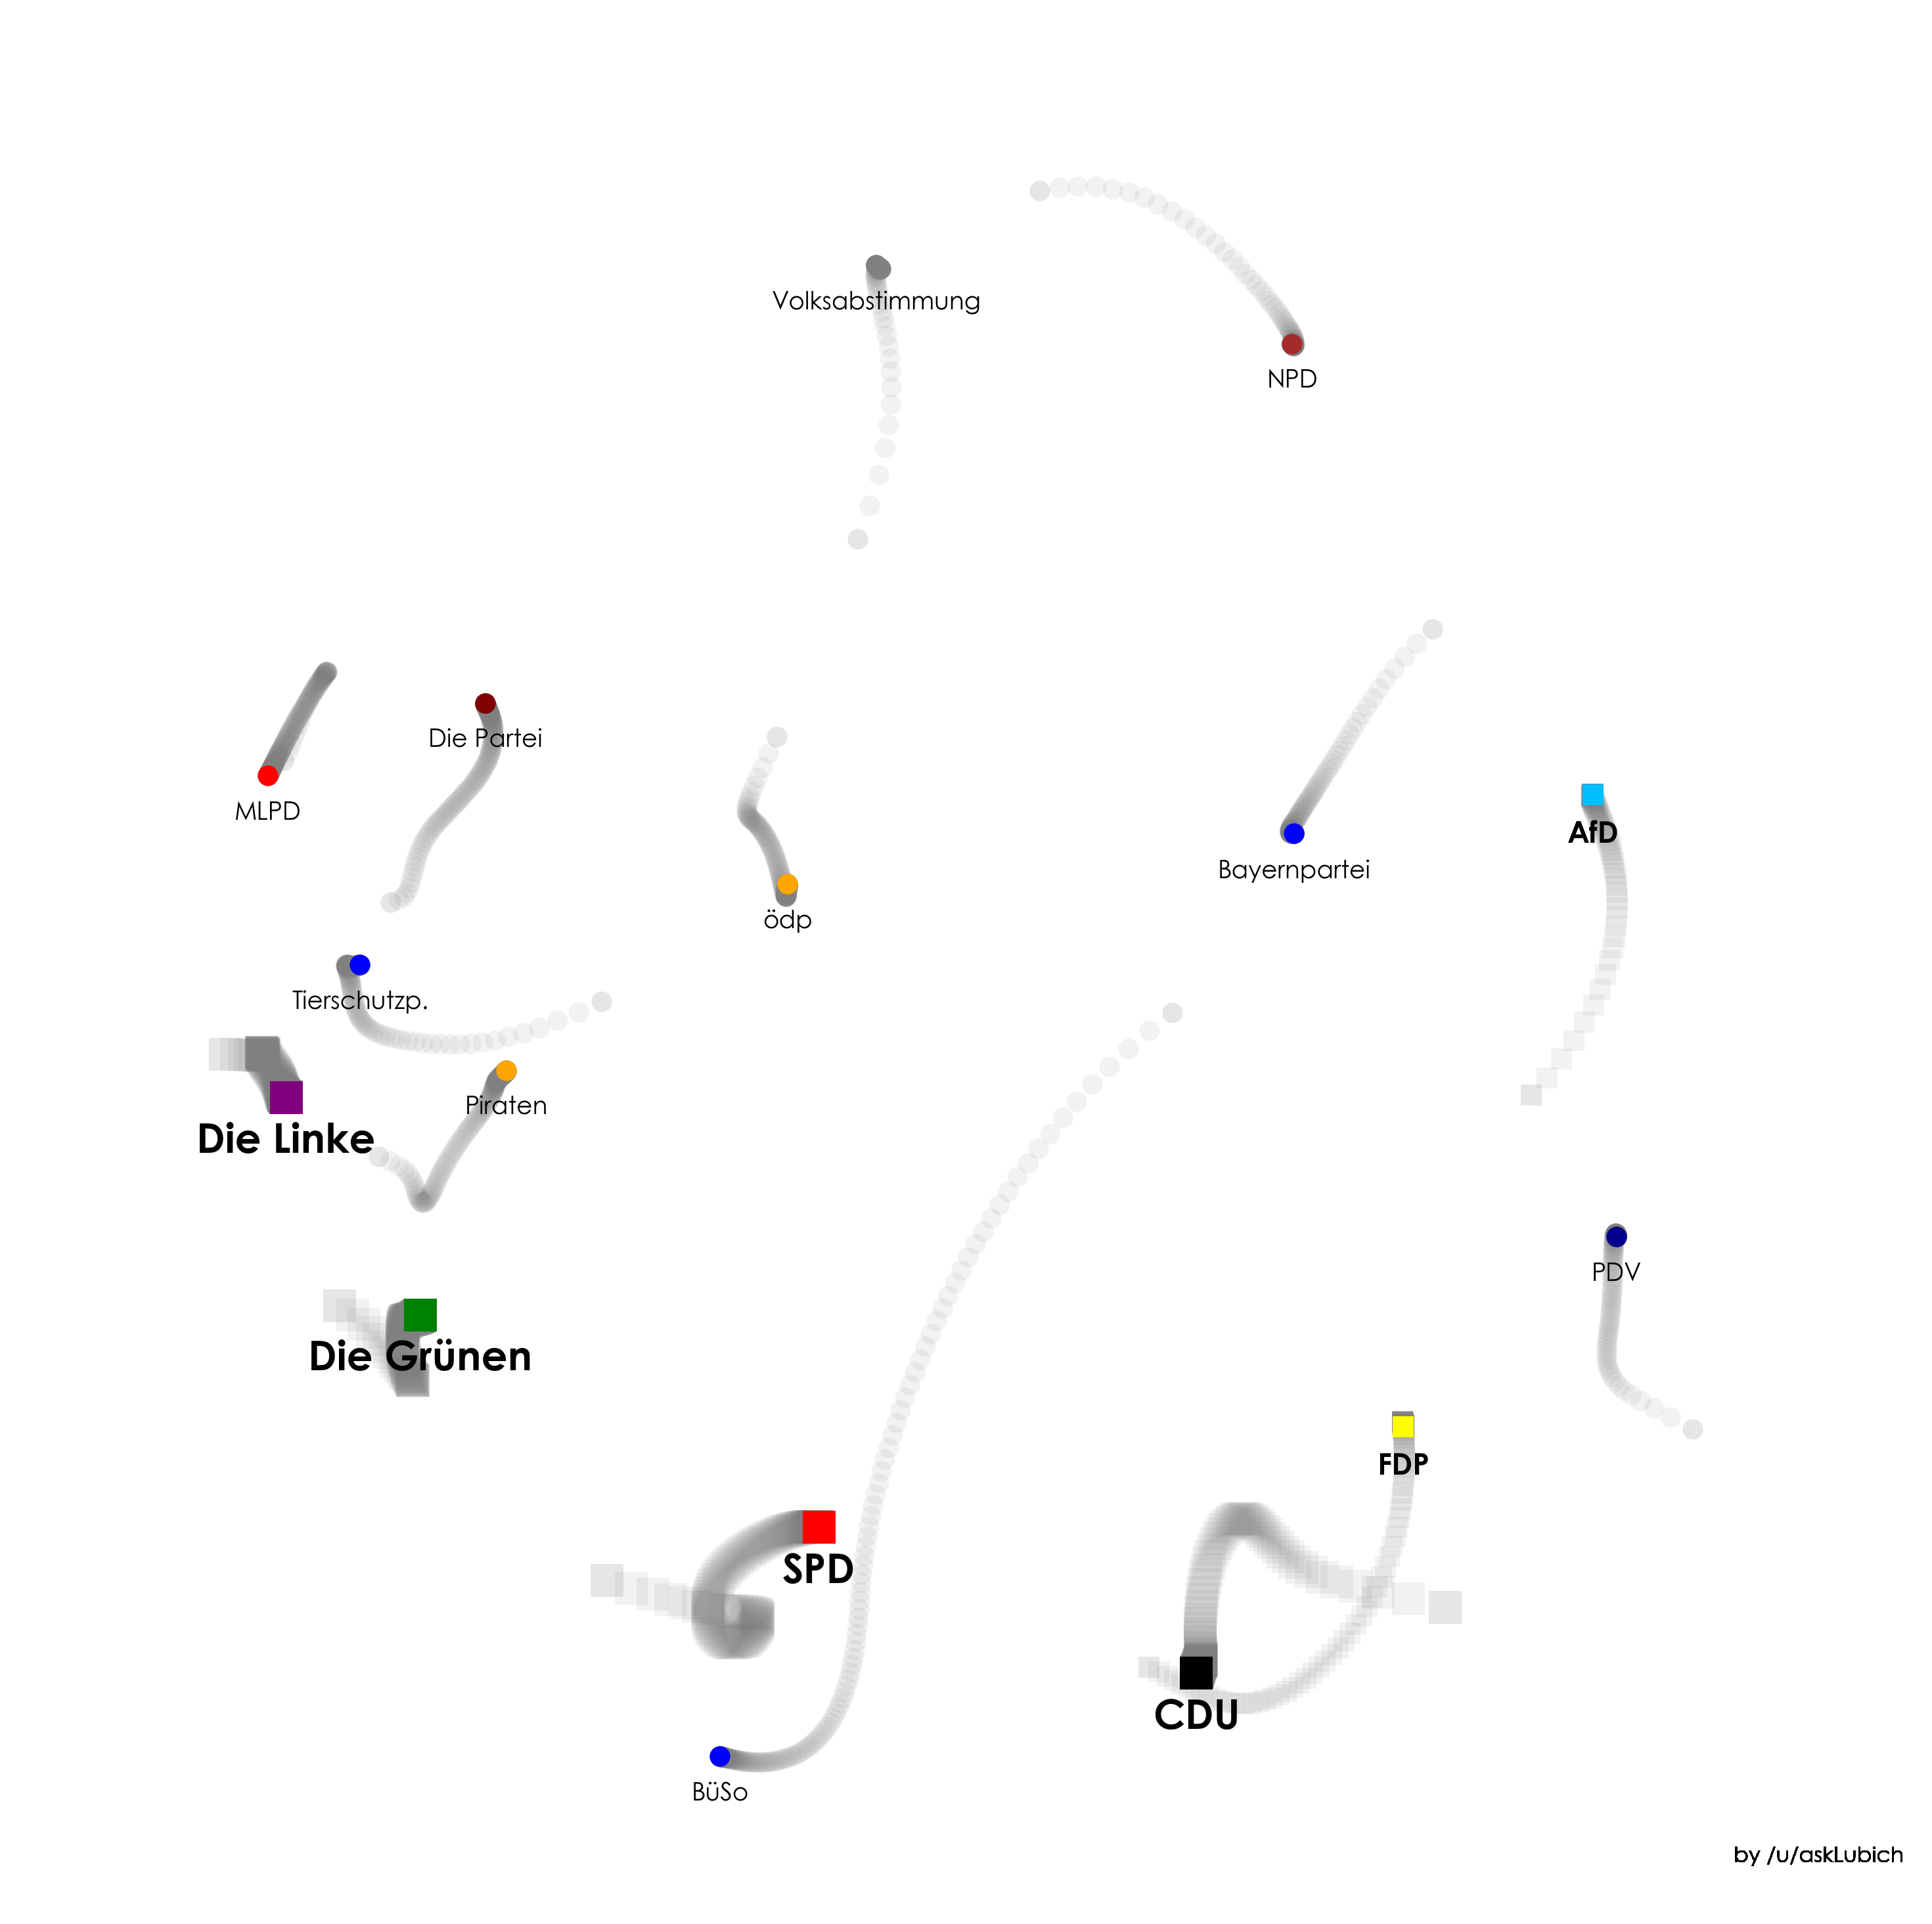 Volksabstimmung
NPD
Die Partei
MLPD
AfD
Bayernpartei
ödp
Tierschutzp.
Piraten
Die Linke
PDV
Die Grünen
FDP
SPD
CDU
BüSo
by /u/askLubich